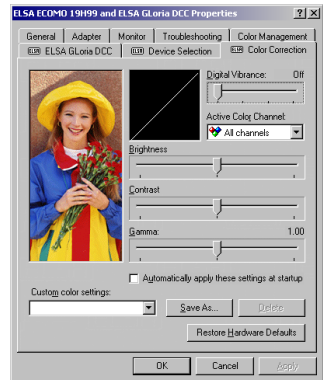 ELSA ECOMO 19H99 and ELSA GLoria DCC Properties
General Adapter Monitor Troubleshooting Color Management
ELSA GLoria DCC Device Selection Color Correction
Digital Vibrance: Off
Active Color Channel:
All channels
Brightness
Contrast
Gamma: 1.00
Automatically apply these settings at startup
Custom color settings:
Save As... Delete
Restore Hardware Defaults
OK Cancel Apply